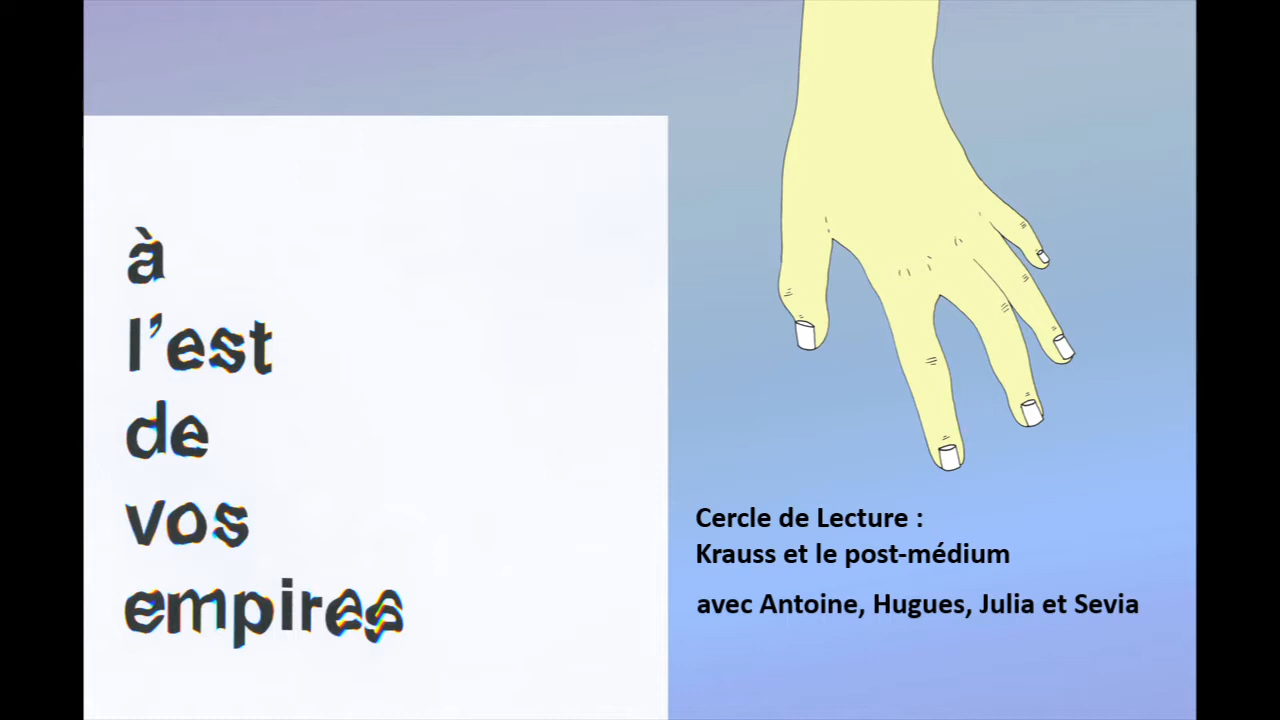 à
l’est
de
vos
empires
Cercle de Lecture :
Krauss et le post-médium
avec Antoine, Hugues, Julia et Sevia